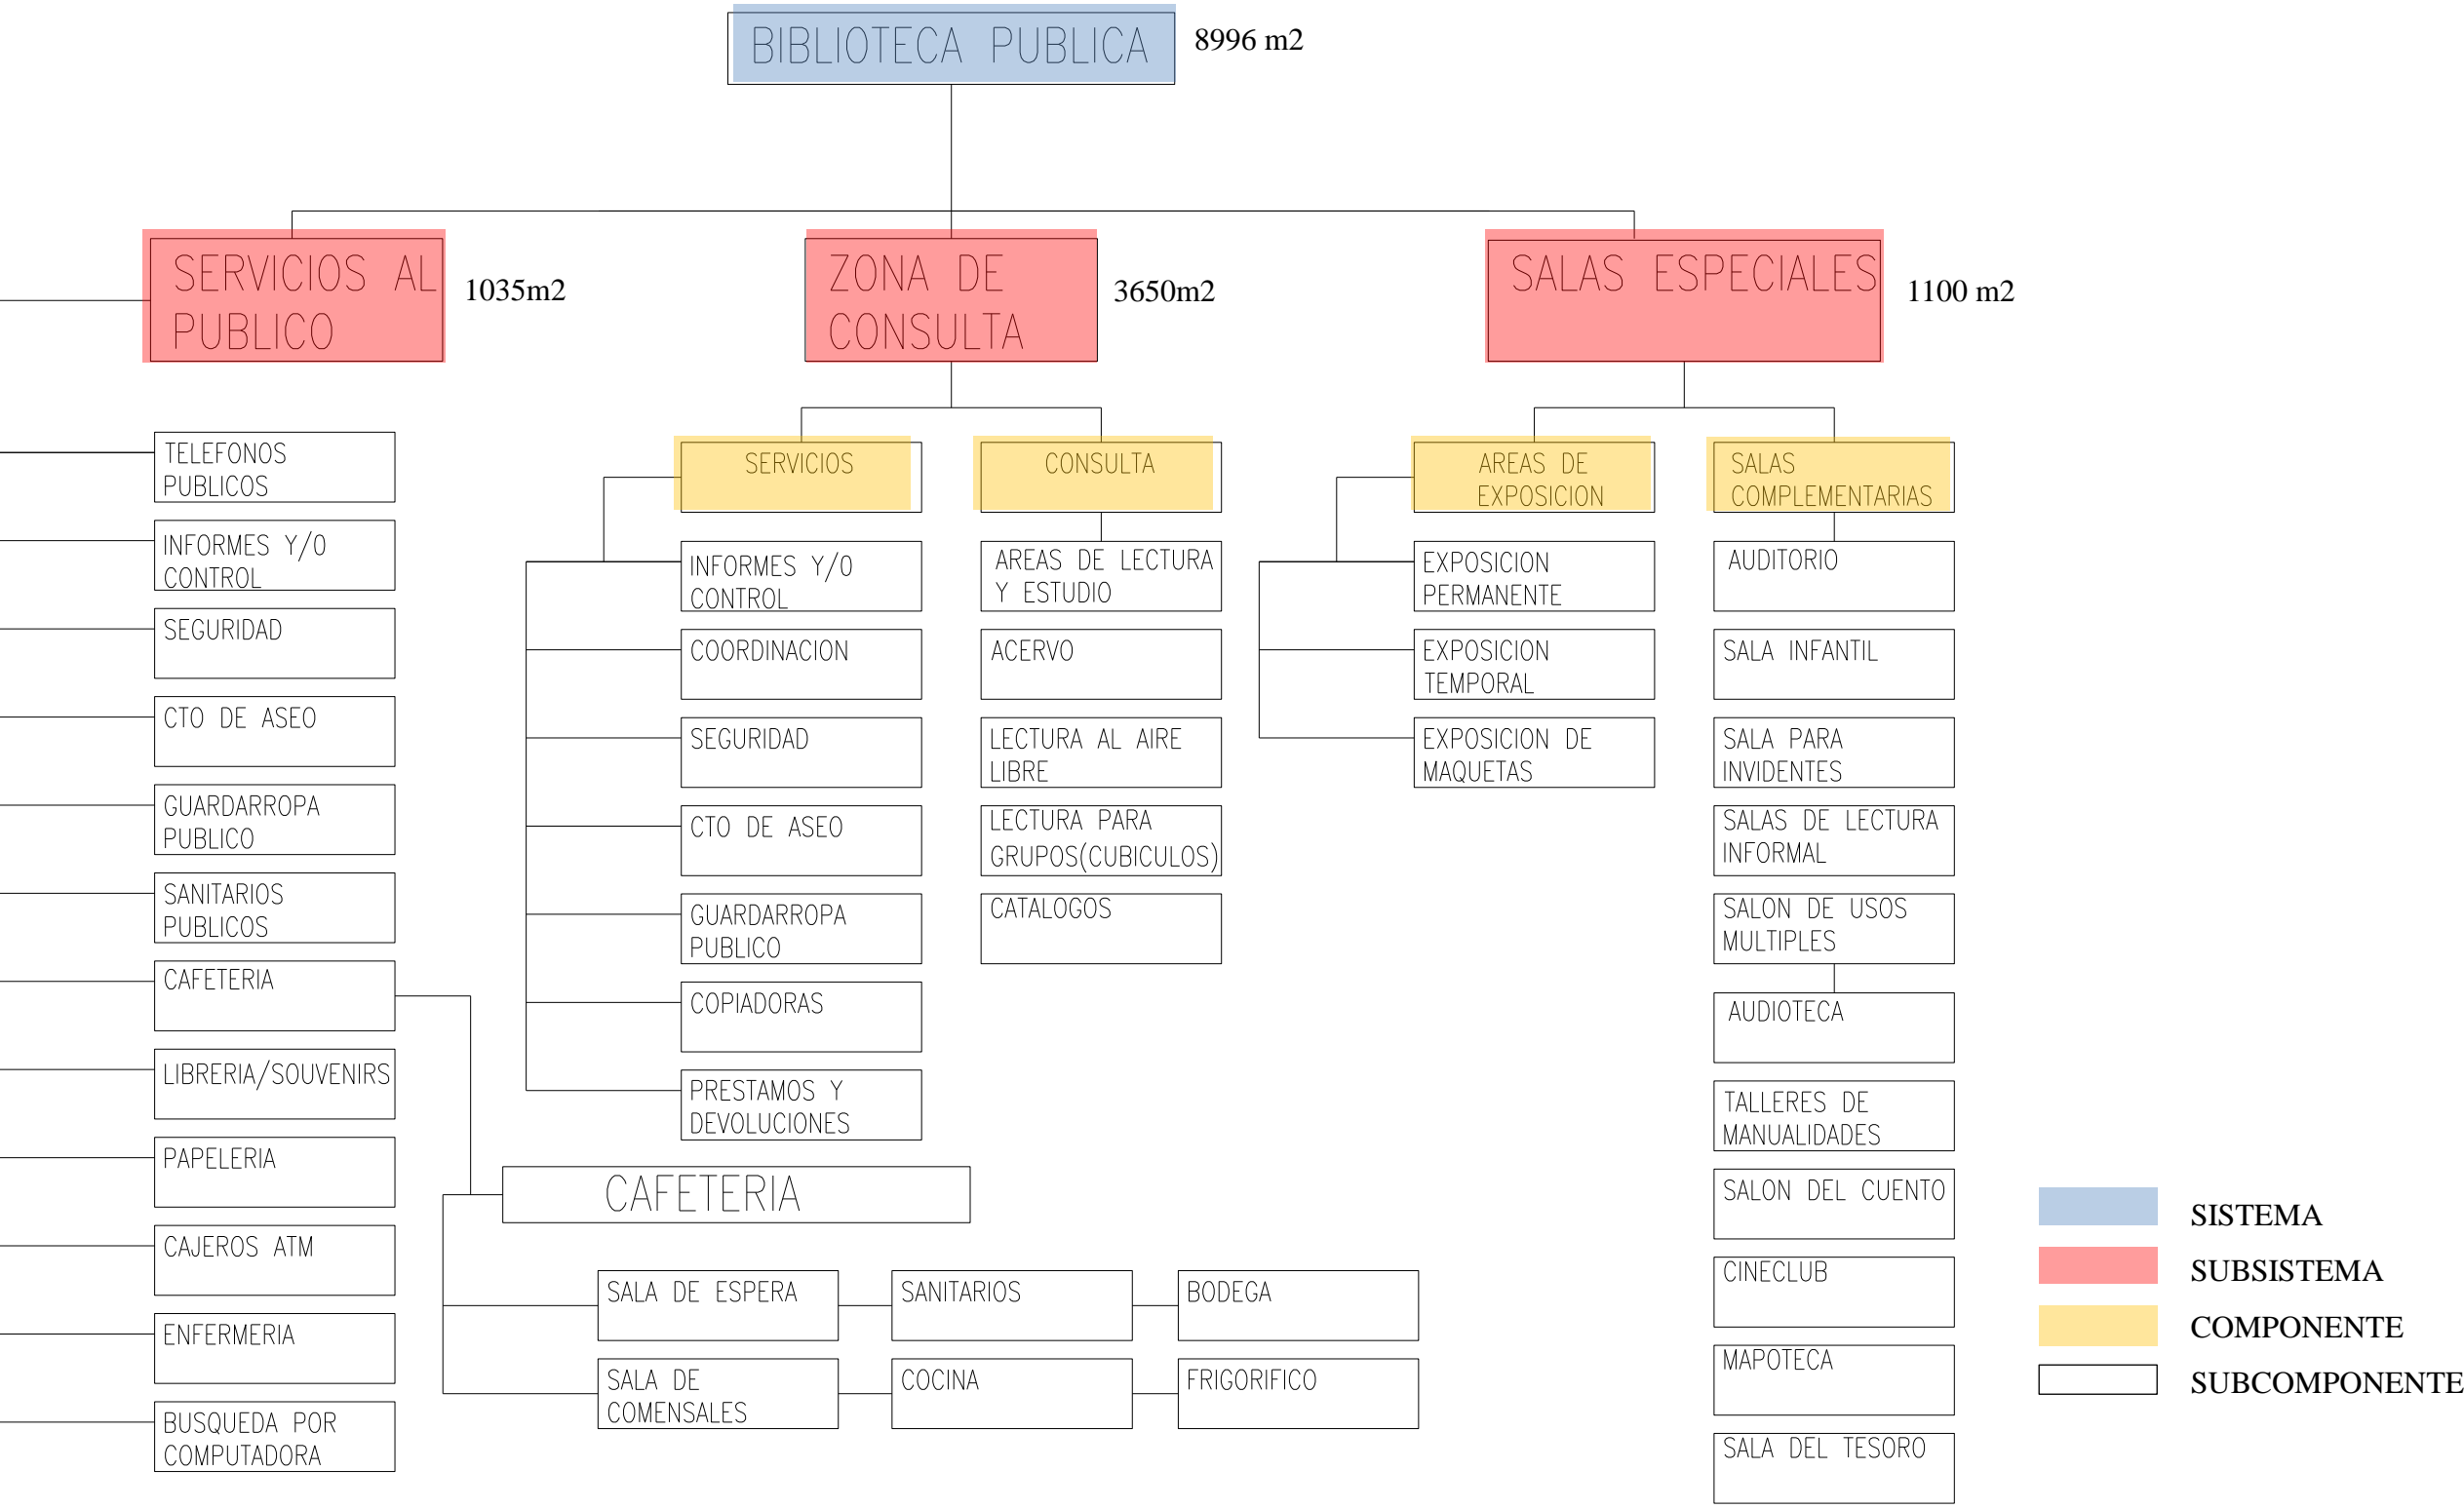 BIBLIOTECA PUBLICA
8996 m2
SERVICIOS AL
PUBLICO
1035m2
ZONA DE
CONSULTA
3650m2
SALAS ESPECIALES
1100 m2
TELEFONOS
PUBLICOS
INFORMES Y/0
CONTROL
SEGURIDAD
CTO DE ASEO
GUARDARROPA
PUBLICO
SANITARIOS
PUBLICOS
CAFETERIA
LIBRERIA/SOUVENIRS
PAPELERIA
CAJEROS ATM
ENFERMERIA
BUSQUEDA POR
COMPUTADORA
SERVICIOS
INFORMES Y/0
CONTROL
COORDINACION
SEGURIDAD
CTO DE ASEO
GUARDARROPA
PUBLICO
COPIADORAS
PRESTAMOS Y
DEVOLUCIONES
CONSULTA
AREAS DE LECTURA
Y ESTUDIO
ACERVO
LECTURA AL AIRE
LIBRE
LECTURA PARA
GRUPOS(CUBICULOS)
CATALOGOS
CAFETERIA
SALA DE ESPERA
SANITARIOS
BODEGA
SALA DE
COMENSALES
COCINA
FRIGORIFICO
AREAS DE
EXPOSICION
EXPOSICION
PERMANENTE
EXPOSICION
TEMPORAL
EXPOSICION DE
MAQUETAS
SALAS
COMPLEMENTARIAS
AUDITORIO
SALA INFANTIL
SALA PARA
INVIDENTES
SALAS DE LECTURA
INFORMAL
SALON DE USOS
MULTIPLES
AUDIOTECA
TALLERES DE
MANUALIDADES
SALON DEL CUENTO
CINECLUB
MAPOTECA
SALA DEL TESORO
SISTEMA
SUBSISTEMA
COMPONENTE
SUBCOMPONENTE